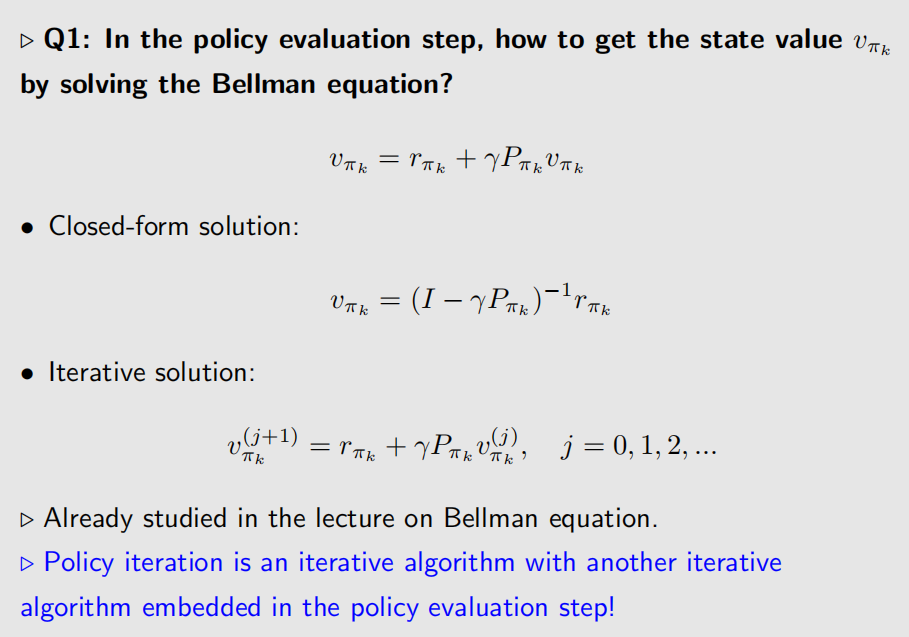 ▷ Q1: In the policy evaluation step, how to get the state value $v_{\pi_k}$
by solving the Bellman equation?
$v_{\pi_k} = r_{\pi_k} + \gamma P_{\pi_k} v_{\pi_k}$
• Closed-form solution:
$v_{\pi_k} = (I - \gamma P_{\pi_k})^{-1} r_{\pi_k}$
• Iterative solution:
$v_{\pi_k}^{(j+1)} = r_{\pi_k} + \gamma P_{\pi_k} v_{\pi_k}^{(j)}, \quad j = 0, 1, 2, ...$
▷ Already studied in the lecture on Bellman equation.
▷ Policy iteration is an iterative algorithm with another iterative
algorithm embedded in the policy evaluation step!